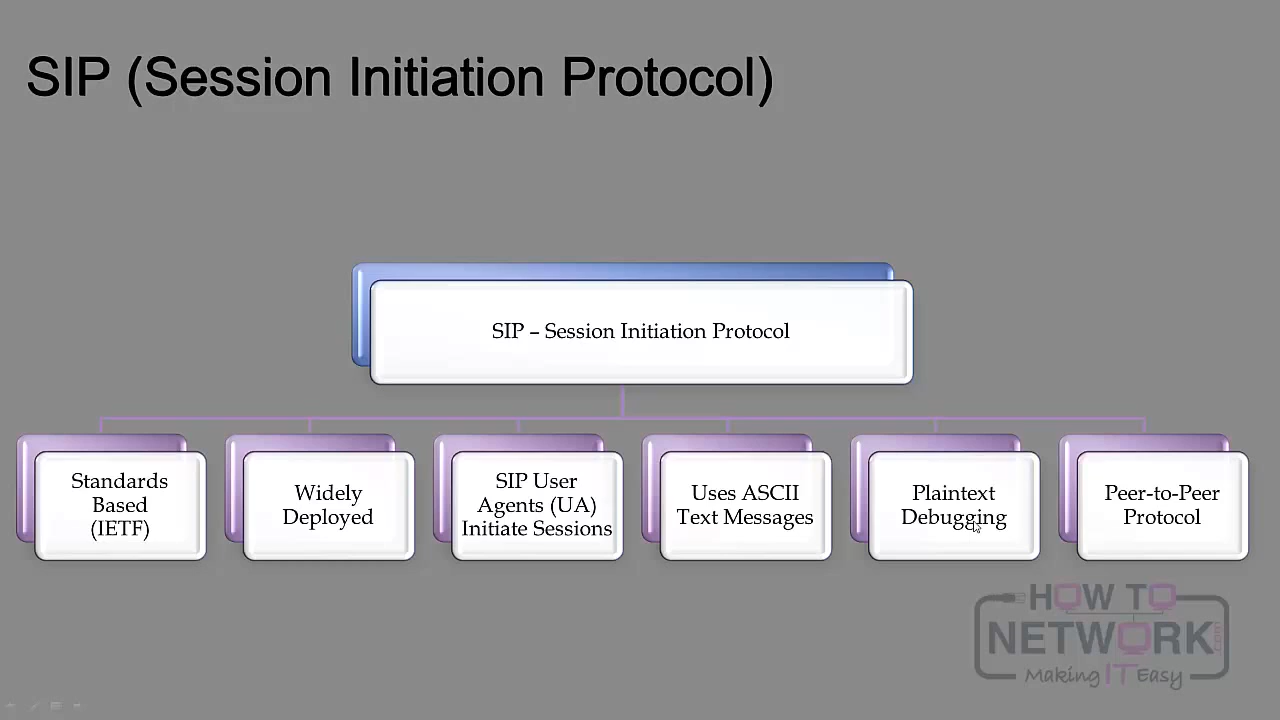 SIP (Session Initiation Protocol)
SIP – Session Initiation Protocol
Standards
Based
(IETF)
Widely
Deployed
SIP User
Agents (UA)
Initiate Sessions
Uses ASCII
Text Messages
Plaintext
Debugging
Peer-to-Peer
Protocol
HOW TO
NETWORK.com
Making IT Easy